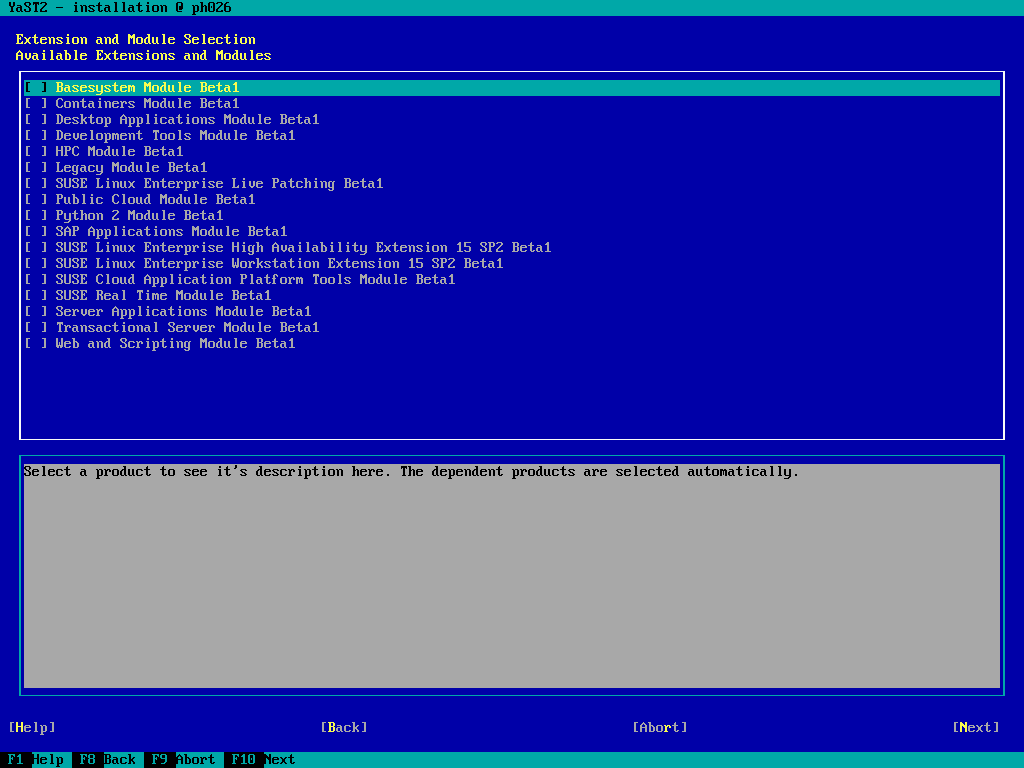 YaST2 - installation @ ph026
Extension and Module Selection
Available Extensions and Modules
[ ] Basesystem Module Beta1
[ ] Containers Module Beta1
[ ] Desktop Applications Module Beta1
[ ] Development Tools Module Beta1
[ ] HPC Module Beta1
[ ] Legacy Module Beta1
[ ] SUSE Linux Enterprise Live Patching Beta1
[ ] Public Cloud Module Beta1
[ ] Python 2 Module Beta1
[ ] SAP Applications Module Beta1
[ ] SUSE Linux Enterprise High Availability Extension 15 SP2 Beta1
[ ] SUSE Linux Enterprise Workstation Extension 15 SP2 Beta1
[ ] SUSE Cloud Application Platform Tools Module Beta1
[ ] SUSE Real Time Module Beta1
[ ] Server Applications Module Beta1
[ ] Transactional Server Module Beta1
[ ] Web and Scripting Module Beta1
Select a product to see it's description here. The dependent products are selected automatically.
[Help] [Back] [Abort] [Next]
F1 Help F8 Back F9 Abort F10 Next